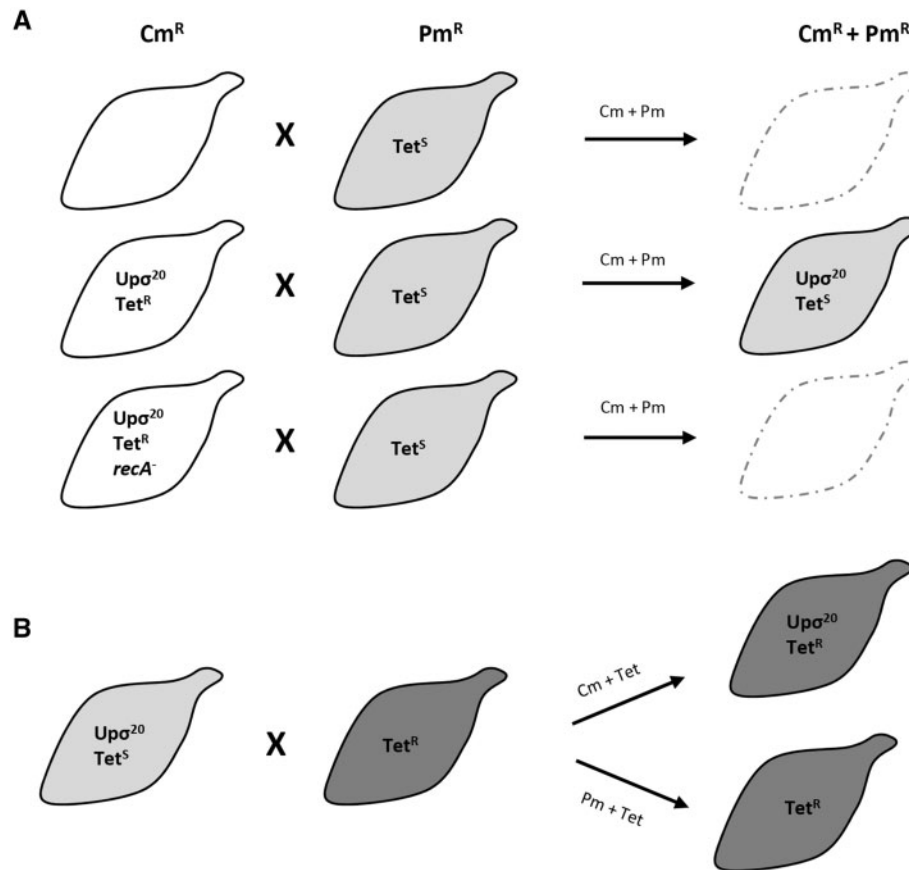 A
Cm^R Pm^R Cm^R + Pm^R
X Tet^S Cm + Pm
Upσ^20
Tet^R
X
Tet^S
Cm + Pm
Upσ^20
Tet^S
Upσ^20
Tet^R
recA^-
X
Tet^S
Cm + Pm
B
Upσ^20
Tet^S
X
Tet^R
Cm + Tet
Upσ^20
Tet^R
Pm + Tet
Tet^R